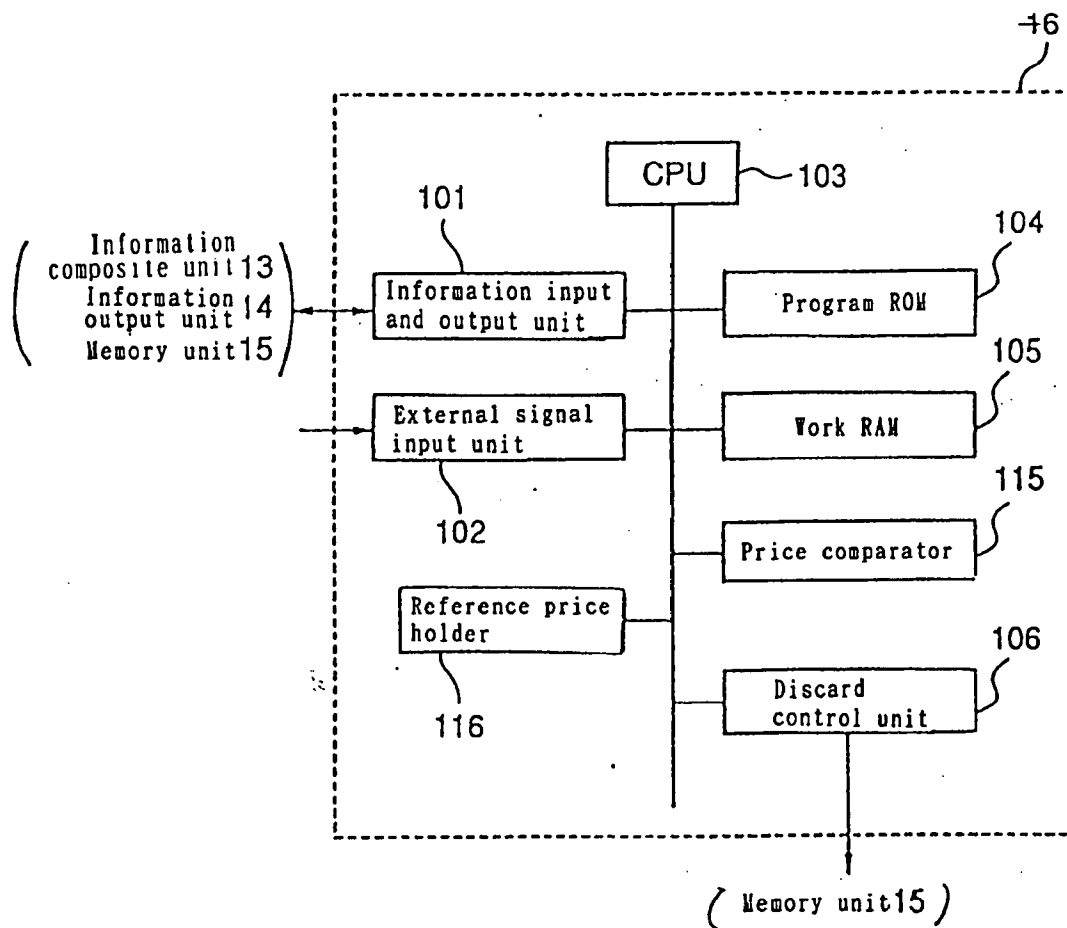 16
CPU
103
101
Information
composite unit 13
Information
output unit 14
Memory unit 15
Information input
and output unit
104
Program ROM
105
External signal
input unit
Work RAM
102
115
Price comparator
Reference price
holder
116
106
Discard
control unit
( Memory unit 15 )